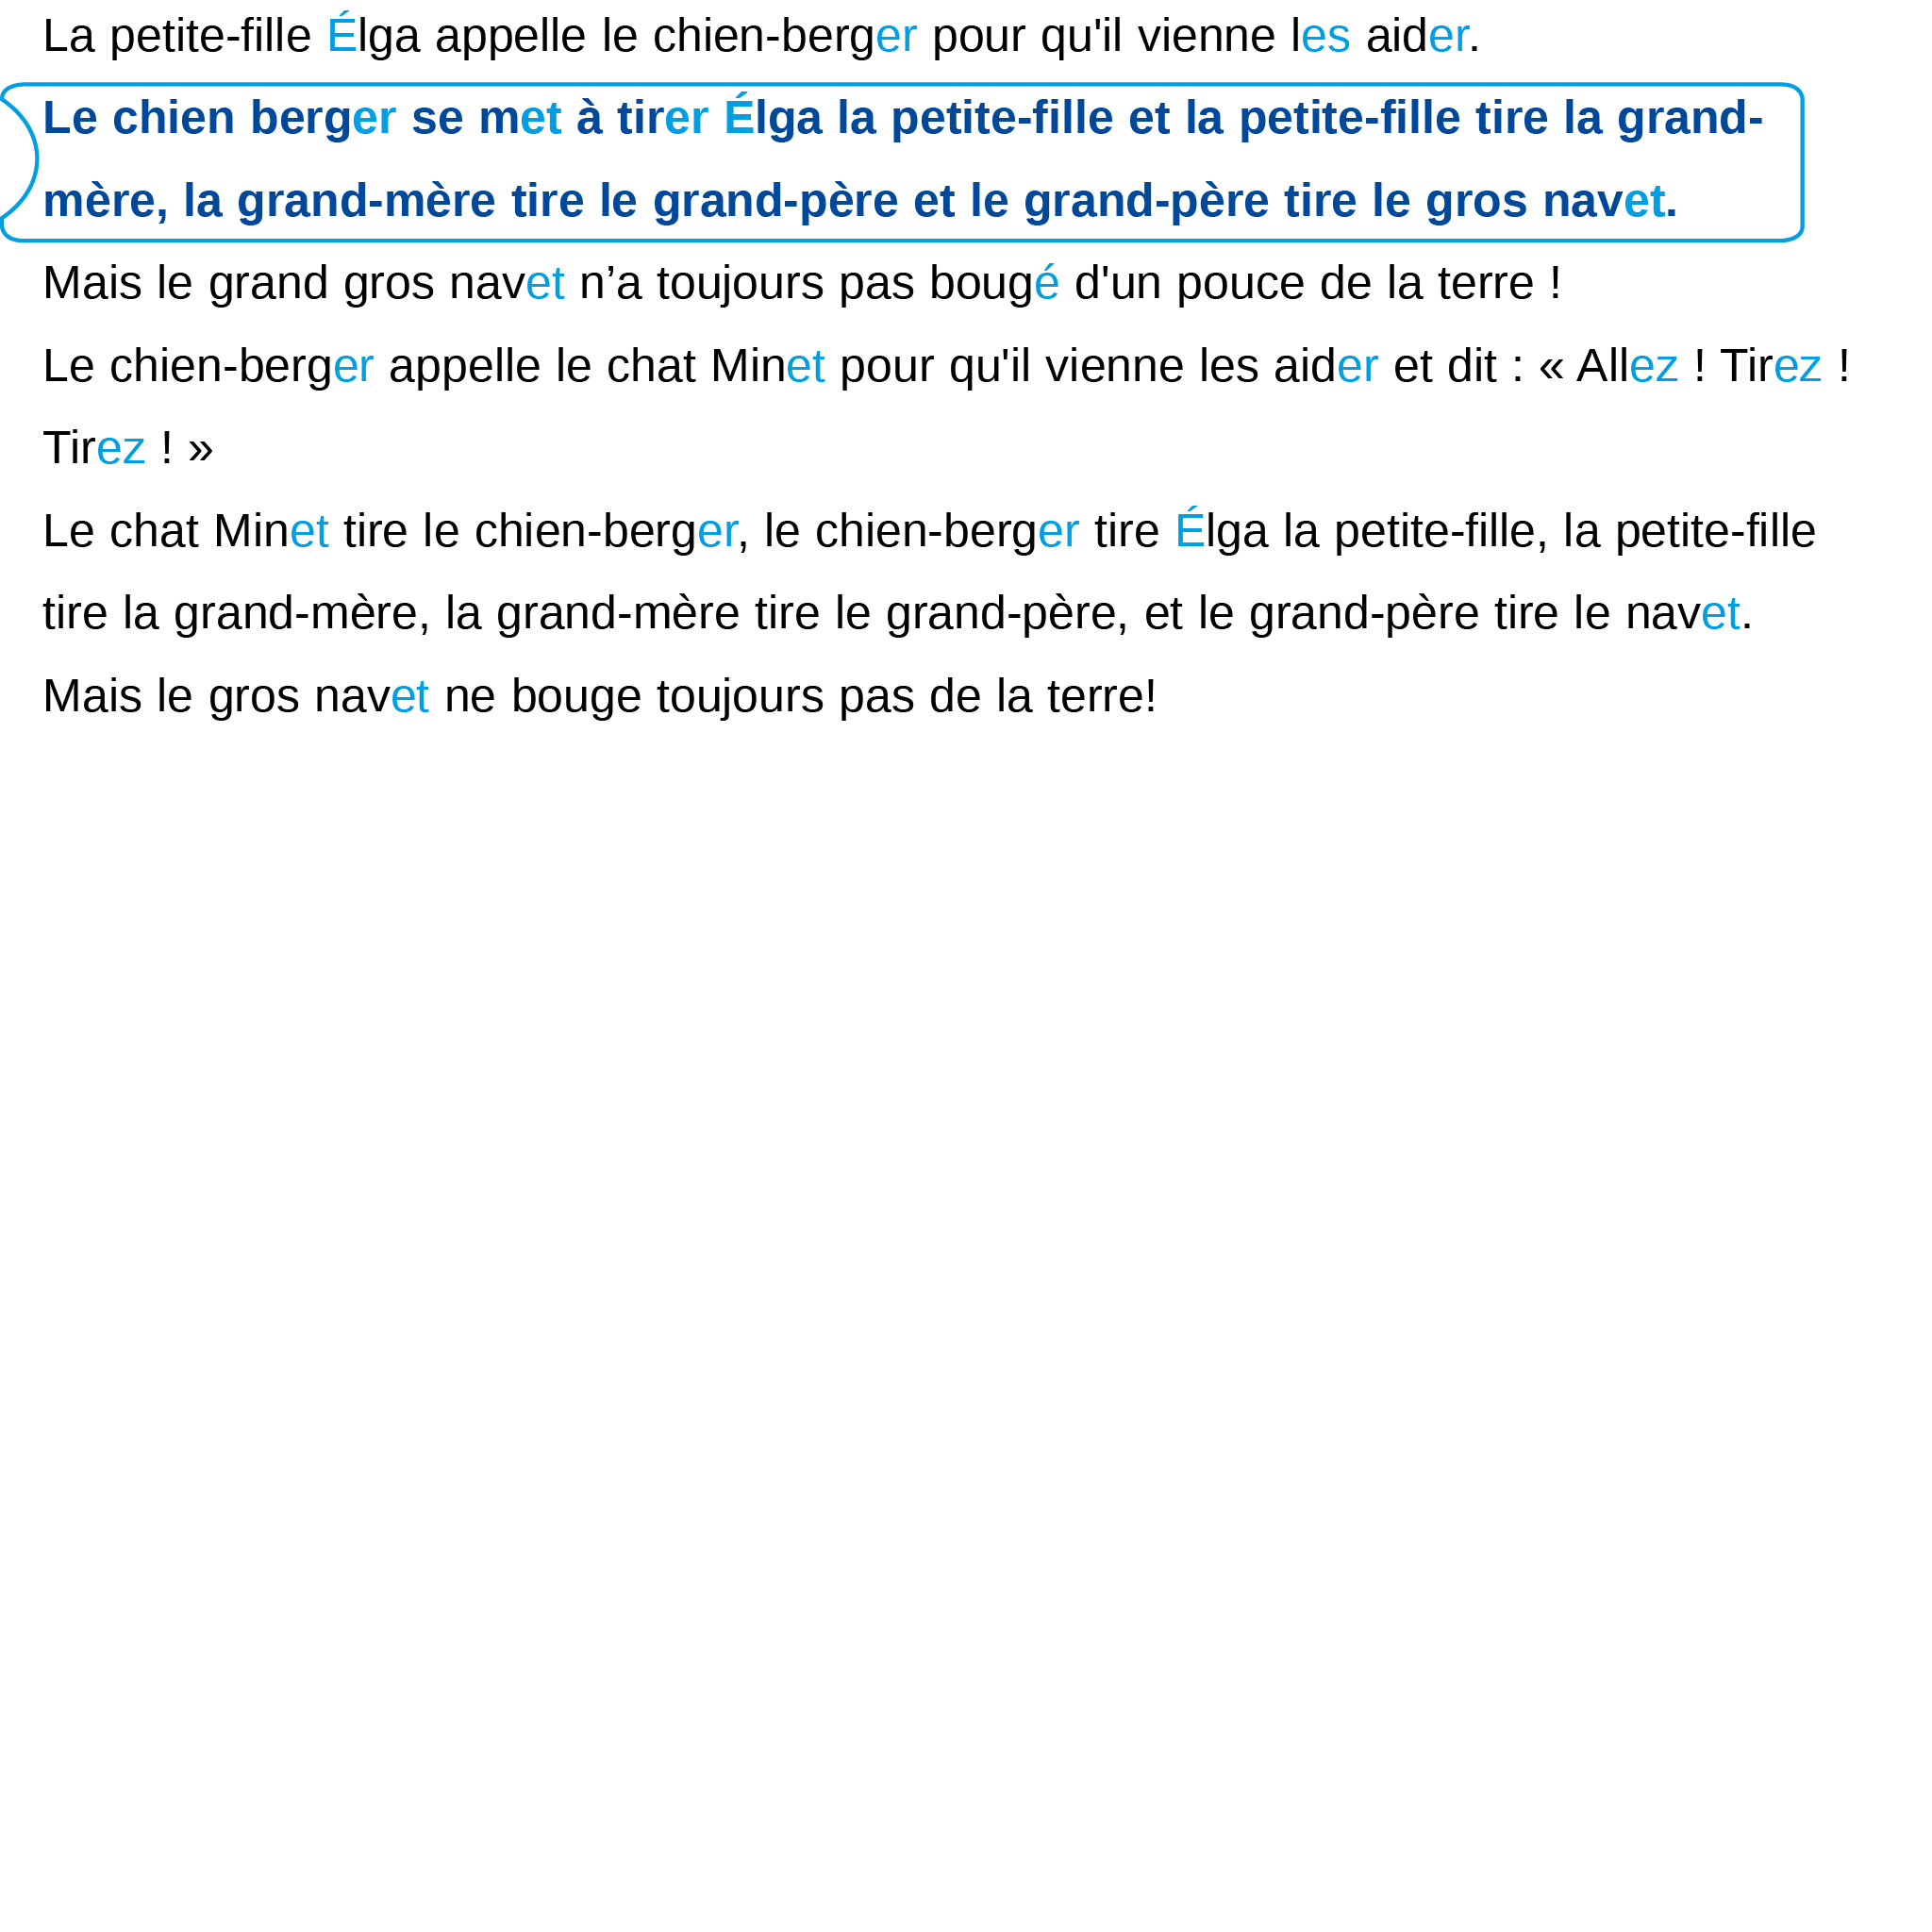 La petite-fille Élga appelle le chien-berger pour qu'il vienne les aider.
Le chien berger se met à tirer Élga la petite-fille et la petite-fille tire la grand-
mère, la grand-mère tire le grand-père et le grand-père tire le gros navet.
Mais le grand gros navet n’a toujours pas bougé d'un pouce de la terre !
Le chien-berger appelle le chat Minet pour qu'il vienne les aider et dit : « Allez ! Tirez !
Tirez ! »
Le chat Minet tire le chien-berger, le chien-berger tire Élga la petite-fille, la petite-fille
tire la grand-mère, la grand-mère tire le grand-père, et le grand-père tire le navet.
Mais le gros navet ne bouge toujours pas de la terre!